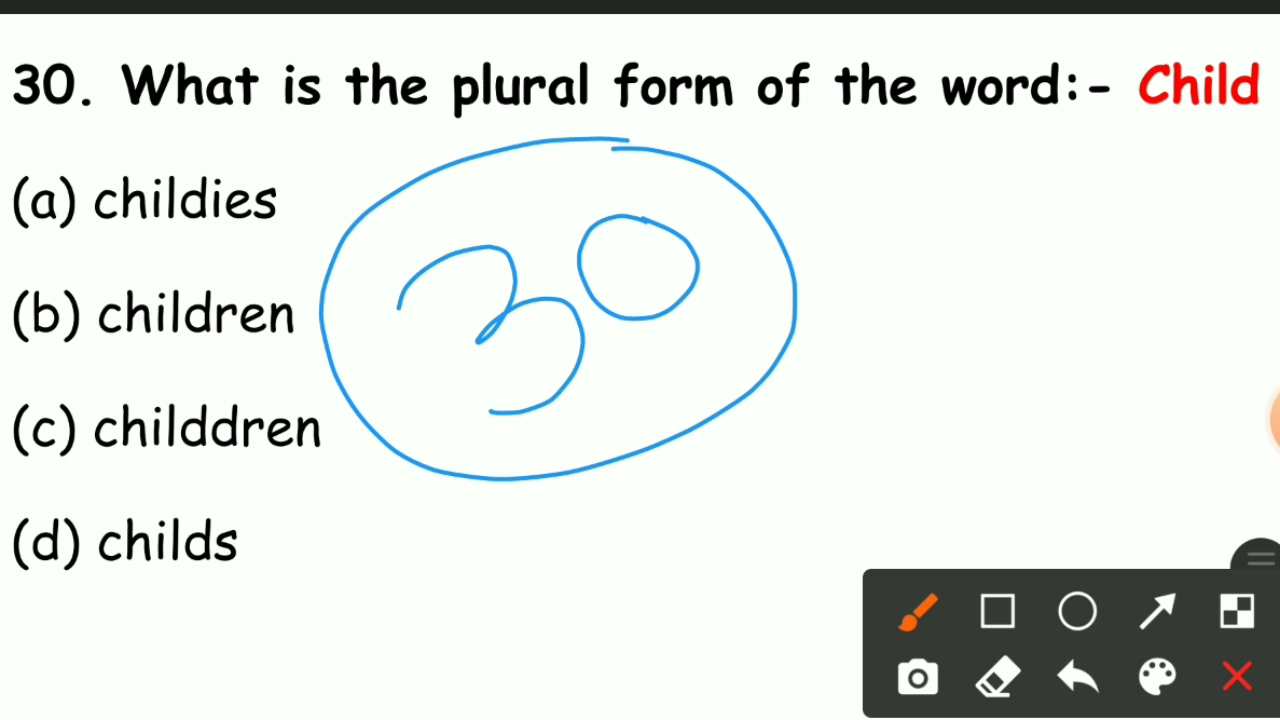 30. What is the plural form of the word:- Child
(a) childies
(b) children
30
(c) childdren
(d) childs